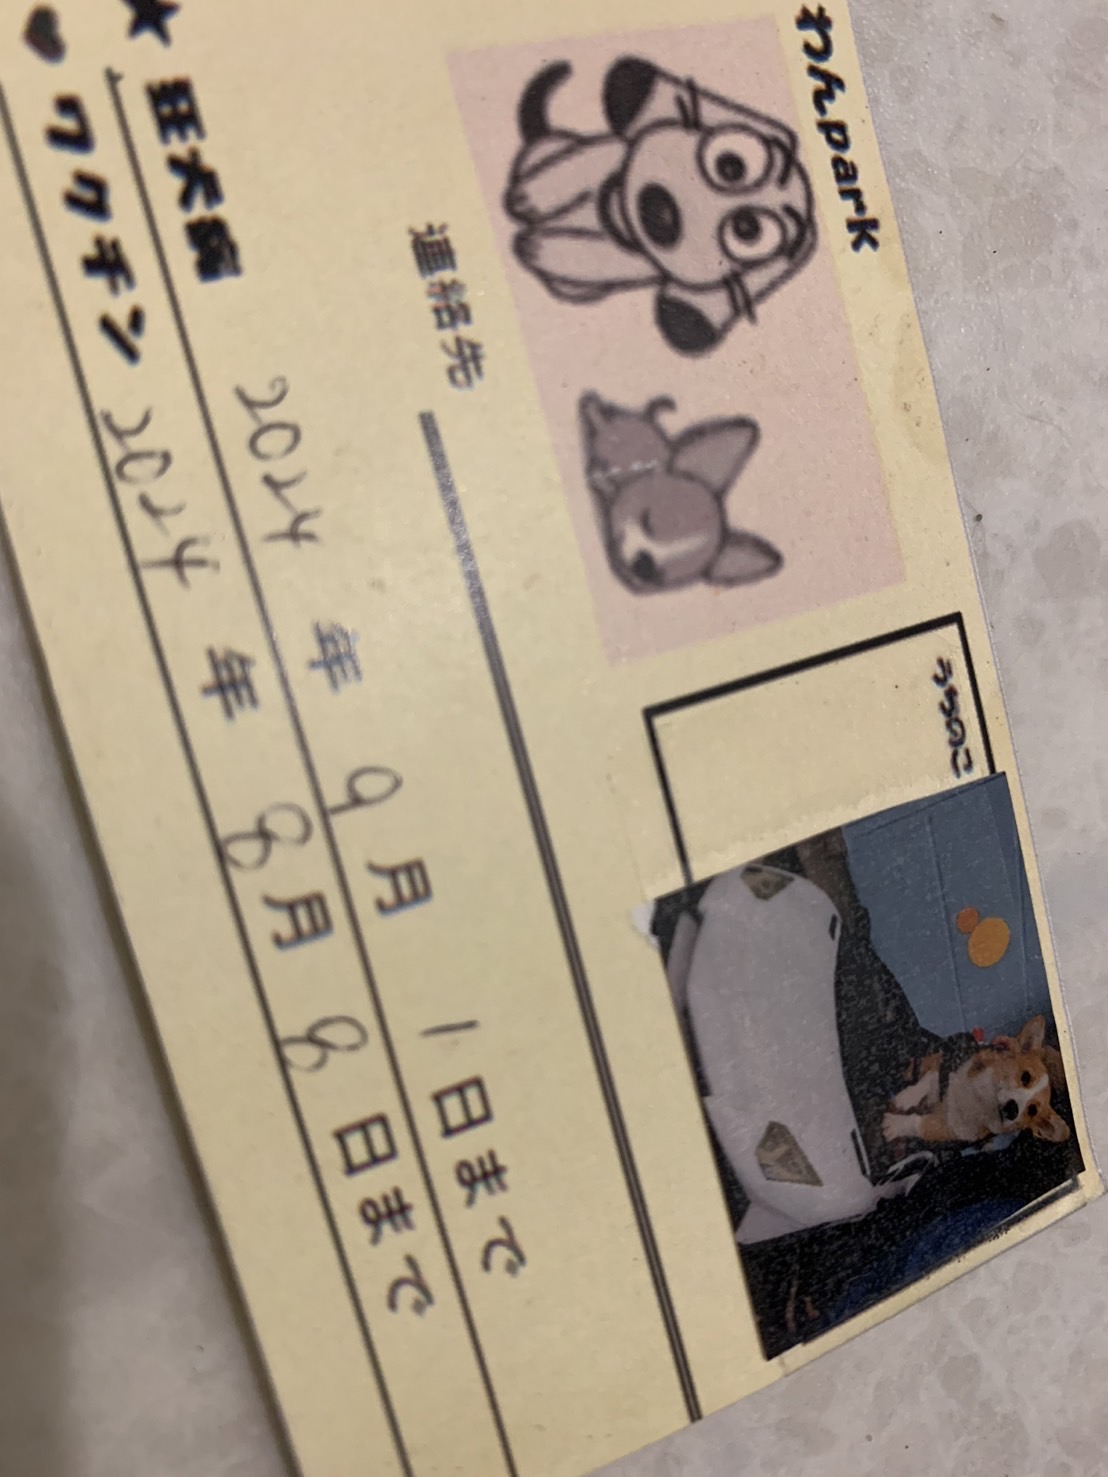 わんpark
うちのこ
連絡先
★ 狂犬病 2024 年 9 月 1 日まで
♥ ワクチン 2024 年 8 月 8 日まで